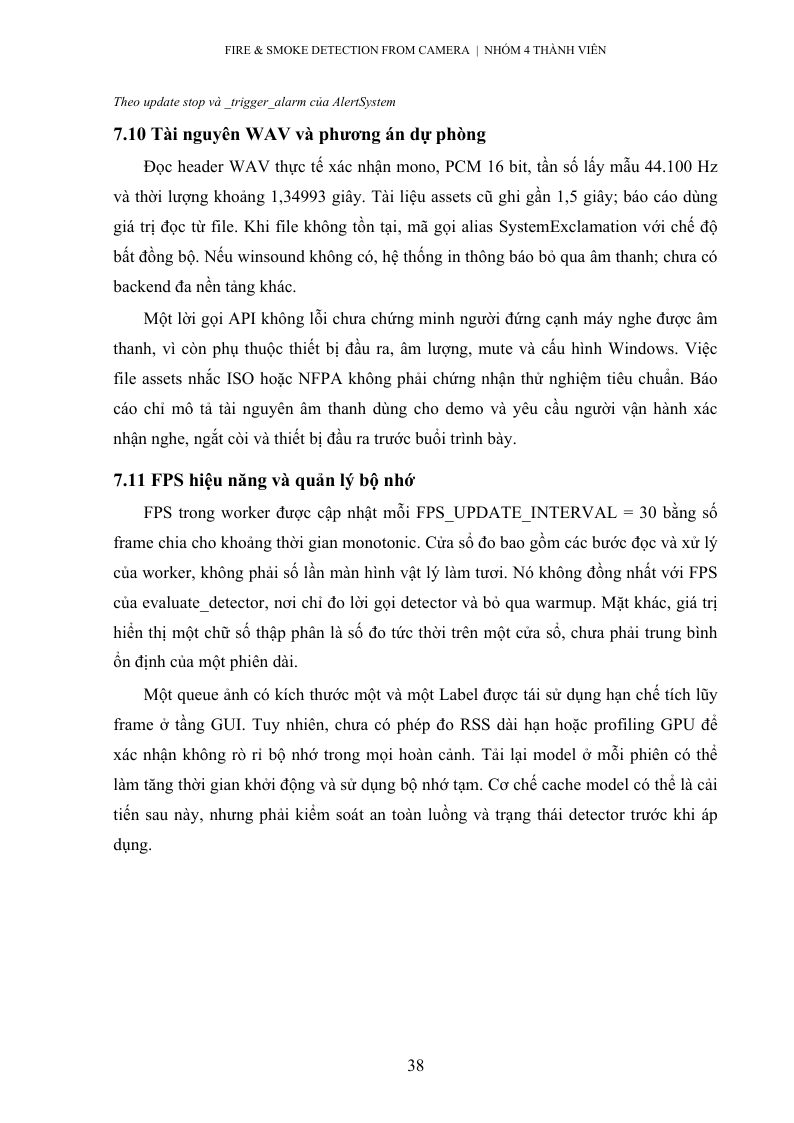 FIRE & SMOKE DETECTION FROM CAMERA | NHÓM 4 THÀNH VIÊN
Theo update stop và _trigger_alarm của AlertSystem
7.10 Tài nguyên WAV và phương án dự phòng
Đọc header WAV thực tế xác nhận mono, PCM 16 bit, tần số lấy mẫu 44.100 Hz
và thời lượng khoảng 1,34993 giây. Tài liệu assets cũ ghi gần 1,5 giây; báo cáo dùng
giá trị đọc từ file. Khi file không tồn tại, mã gọi alias SystemExclamation với chế độ
bất đồng bộ. Nếu winsound không có, hệ thống in thông báo bỏ qua âm thanh; chưa có
backend đa nền tảng khác.
Một lời gọi API không lỗi chưa chứng minh người đứng cạnh máy nghe được âm
thanh, vì còn phụ thuộc thiết bị đầu ra, âm lượng, mute và cấu hình Windows. Việc
file assets nhắc ISO hoặc NFPA không phải chứng nhận thử nghiệm tiêu chuẩn. Báo
cáo chỉ mô tả tài nguyên âm thanh dùng cho demo và yêu cầu người vận hành xác
nhận nghe, ngắt còi và thiết bị đầu ra trước buổi trình bày.
7.11 FPS hiệu năng và quản lý bộ nhớ
FPS trong worker được cập nhật mỗi FPS_UPDATE_INTERVAL = 30 bằng số
frame chia cho khoảng thời gian monotonic. Cửa sổ đo bao gồm các bước đọc và xử lý
của worker, không phải số lần màn hình vật lý làm tươi. Nó không đồng nhất với FPS
của evaluate_detector, nơi chỉ đo lời gọi detector và bỏ qua warmup. Mặt khác, giá trị
hiển thị một chữ số thập phân là số đo tức thời trên một cửa sổ, chưa phải trung bình
ổn định của một phiên dài.
Một queue ảnh có kích thước một và một Label được tái sử dụng hạn chế tích lũy
frame ở tầng GUI. Tuy nhiên, chưa có phép đo RSS dài hạn hoặc profiling GPU để
xác nhận không rò rỉ bộ nhớ trong mọi hoàn cảnh. Tải lại model ở mỗi phiên có thể
làm tăng thời gian khởi động và sử dụng bộ nhớ tạm. Cơ chế cache model có thể là cải
tiến sau này, nhưng phải kiểm soát an toàn luồng và trạng thái detector trước khi áp
dụng.
38